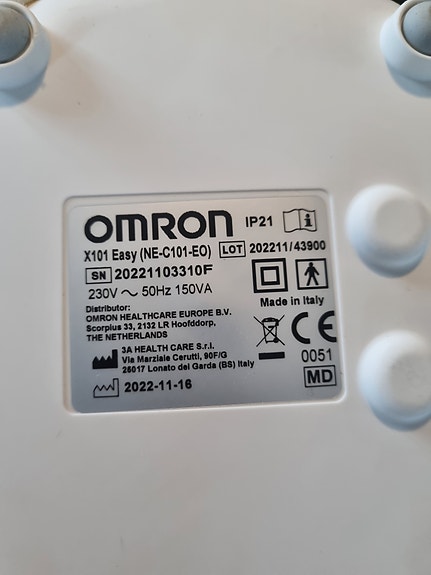 OMRON IP21
X101 Easy (NE-C101-EO) LOT 202211/43900
SN 20221103310F
230V ~ 50Hz 150VA
Made in Italy
Distributor:
OMRON HEALTHCARE EUROPE B.V.
Scorpius 33, 2132 LR Hoofddorp,
THE NETHERLANDS
3A HEALTH CARE S.r.l.
Via Marziale Cerutti, 90F/G
25017 Lonato del Garda (BS) Italy
CE
0051
2022-11-16
MD